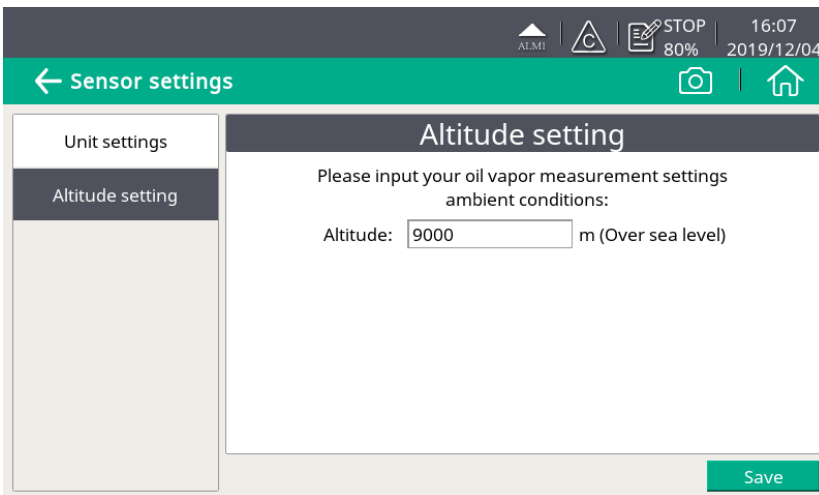 ALM1
C
STOP
80%
16:07
2019/12/04
Sensor settings
Unit settings
Altitude setting
Altitude setting
Please input your oil vapor measurement settings
ambient conditions:
Altitude: 9000 m (Over sea level)
Save